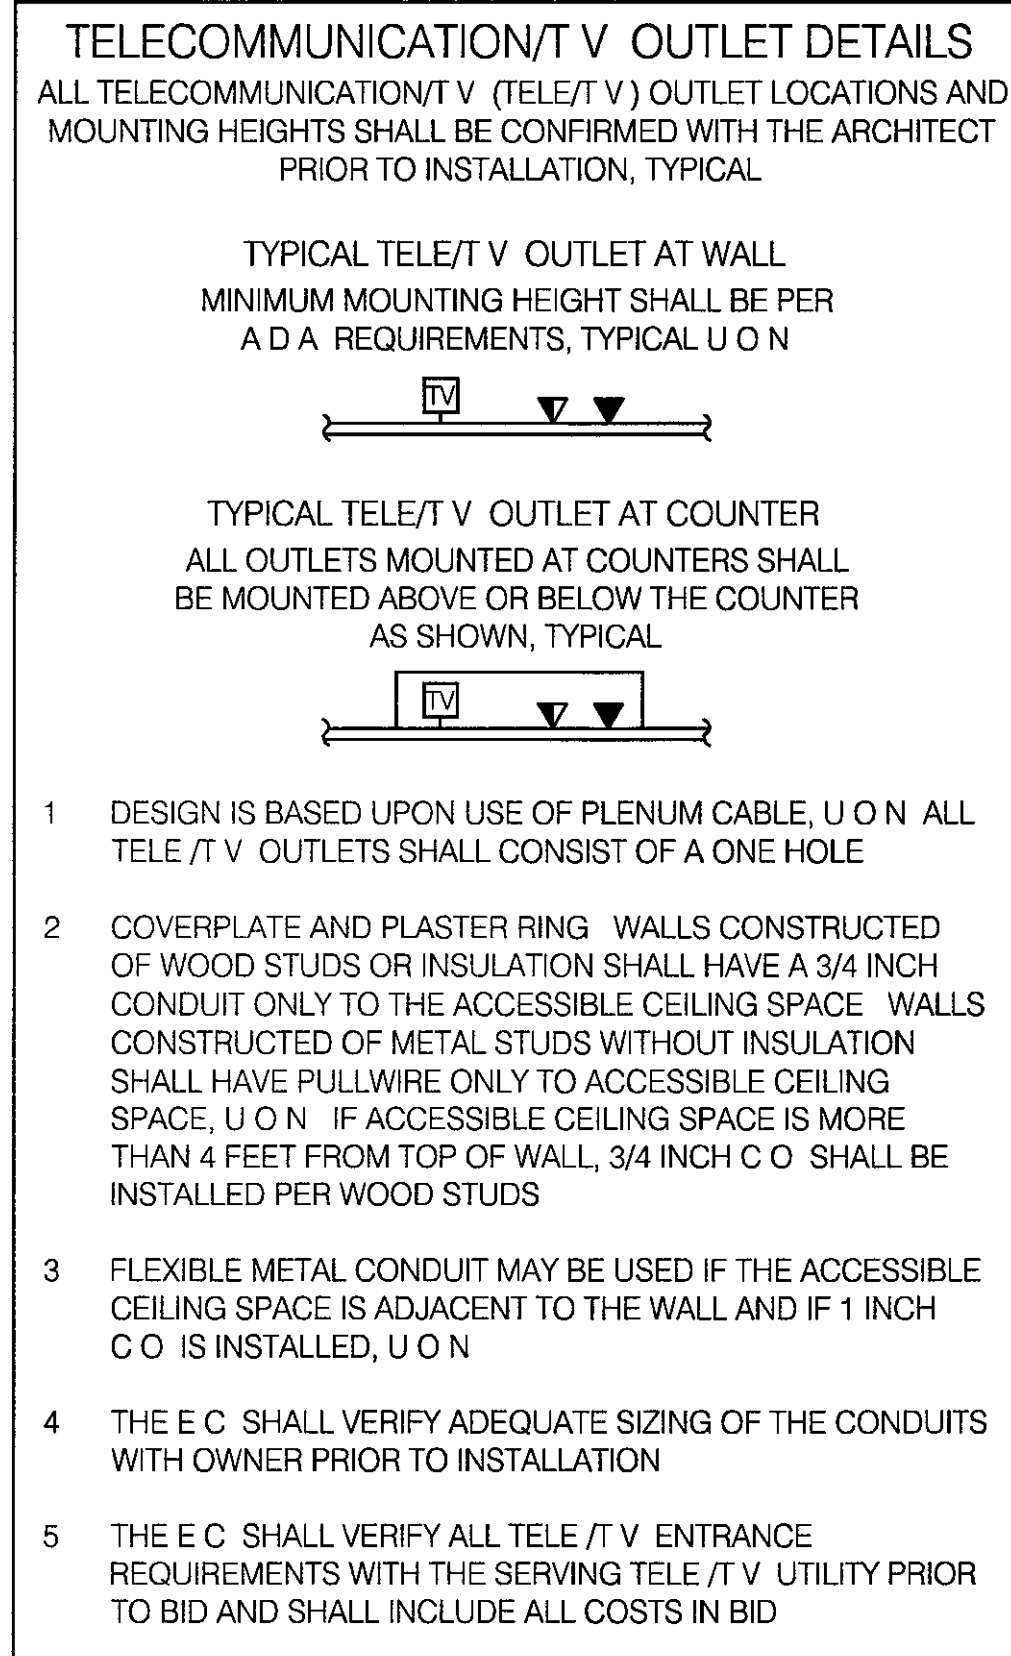 TELECOMMUNICATION/T V OUTLET DETAILS
ALL TELECOMMUNICATION/T V (TELE/T V ) OUTLET LOCATIONS AND
MOUNTING HEIGHTS SHALL BE CONFIRMED WITH THE ARCHITECT
PRIOR TO INSTALLATION, TYPICAL
TYPICAL TELE/T V OUTLET AT WALL
MINIMUM MOUNTING HEIGHT SHALL BE PER
A D A REQUIREMENTS, TYPICAL U O N
TV
TYPICAL TELE/T V OUTLET AT COUNTER
ALL OUTLETS MOUNTED AT COUNTERS SHALL
BE MOUNTED ABOVE OR BELOW THE COUNTER
AS SHOWN, TYPICAL
TV
1 DESIGN IS BASED UPON USE OF PLENUM CABLE, U O N ALL
TELE /T V OUTLETS SHALL CONSIST OF A ONE HOLE
2 COVERPLATE AND PLASTER RING WALLS CONSTRUCTED
OF WOOD STUDS OR INSULATION SHALL HAVE A 3/4 INCH
CONDUIT ONLY TO THE ACCESSIBLE CEILING SPACE WALLS
CONSTRUCTED OF METAL STUDS WITHOUT INSULATION
SHALL HAVE PULLWIRE ONLY TO ACCESSIBLE CEILING
SPACE, U O N IF ACCESSIBLE CEILING SPACE IS MORE
THAN 4 FEET FROM TOP OF WALL, 3/4 INCH C O SHALL BE
INSTALLED PER WOOD STUDS
3 FLEXIBLE METAL CONDUIT MAY BE USED IF THE ACCESSIBLE
CEILING SPACE IS ADJACENT TO THE WALL AND IF 1 INCH
C O IS INSTALLED, U O N
4 THE E C SHALL VERIFY ADEQUATE SIZING OF THE CONDUITS
WITH OWNER PRIOR TO INSTALLATION
5 THE E C SHALL VERIFY ALL TELE /T V ENTRANCE
REQUIREMENTS WITH THE SERVING TELE /T V UTILITY PRIOR
TO BID AND SHALL INCLUDE ALL COSTS IN BID